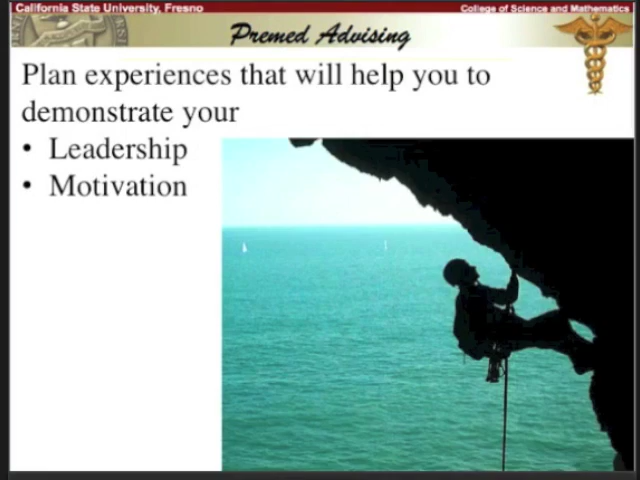 California State University, Fresno
College of Science and Mathematics
Premed Advising
Plan experiences that will help you to
demonstrate your
• Leadership
• Motivation